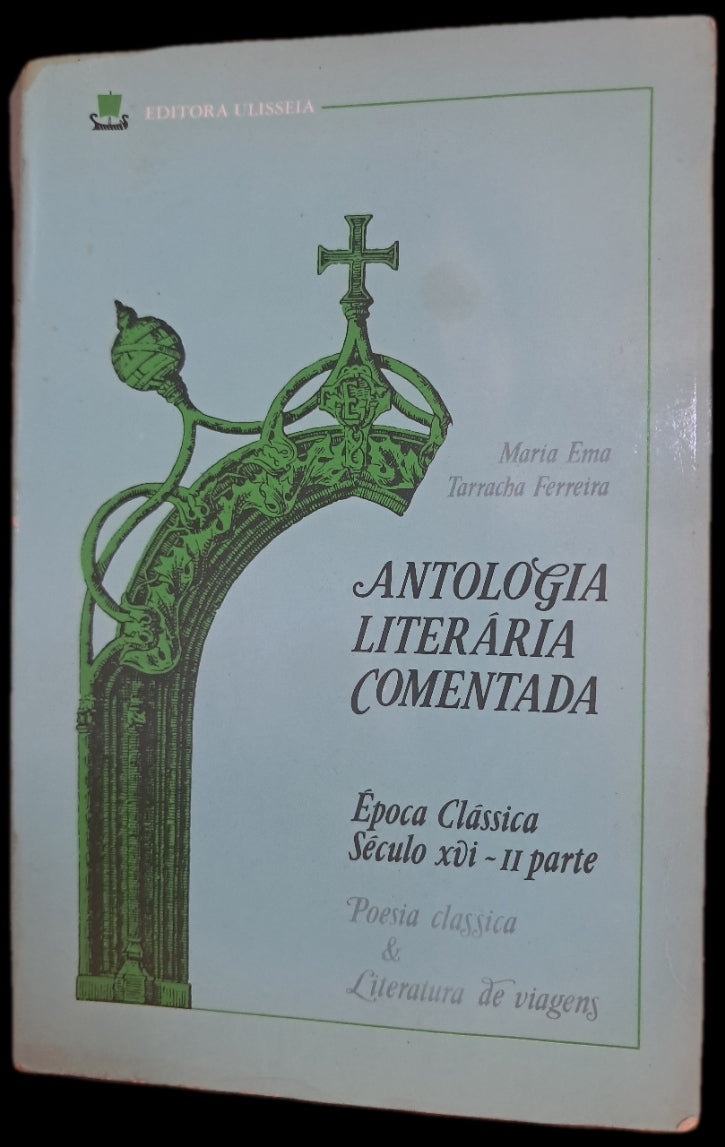 EDITORA ULISSEIA
Maria Ema
Tarracha Ferreira
ANTOLOGIA
LITERÁRIA
COMENTADA
Época Clássica
Século xvi - II parte
Poesia classica
&
Literatura de viagens